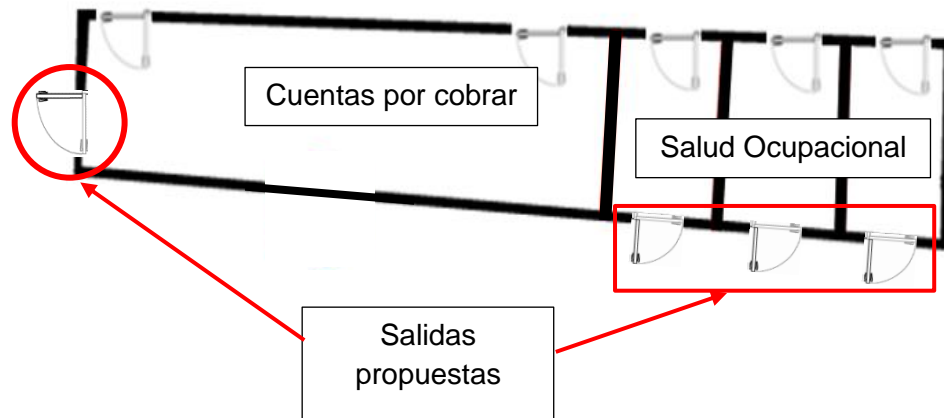 Cuentas por cobrar
Salud Ocupacional
Salidas
propuestas